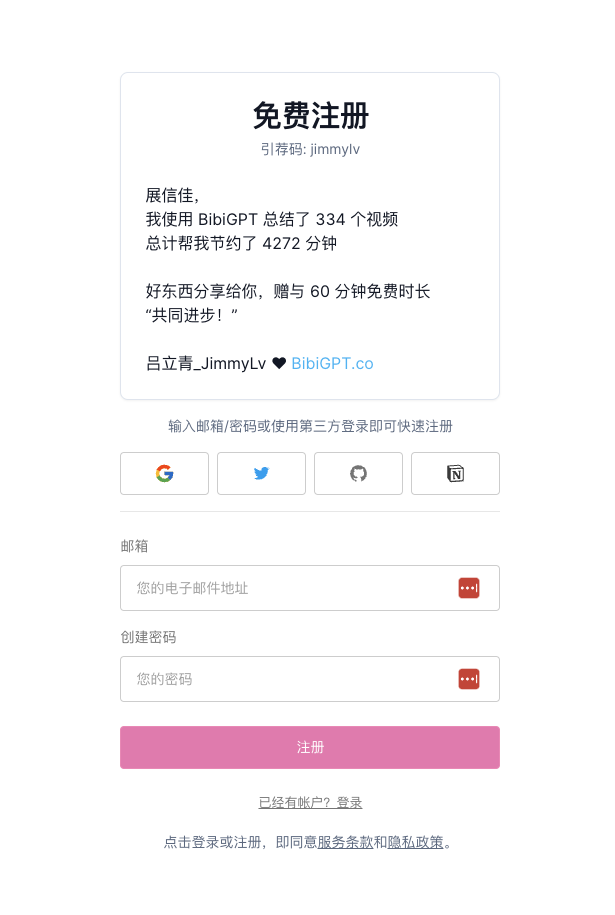 免费注册
引荐码: jimmylv
展信佳，
我使用 BibiGPT 总结了 334 个视频
总计帮我节约了 4272 分钟
好东西分享给你，赠与 60 分钟免费时长
“共同进步！”
吕立青_JimmyLv ❤ BibiGPT.co
输入邮箱/密码或使用第三方登录即可快速注册
邮箱
您的电子邮件地址
创建密码
您的密码
注册
已经有帐户？登录
点击登录或注册，即同意服务条款和隐私政策。